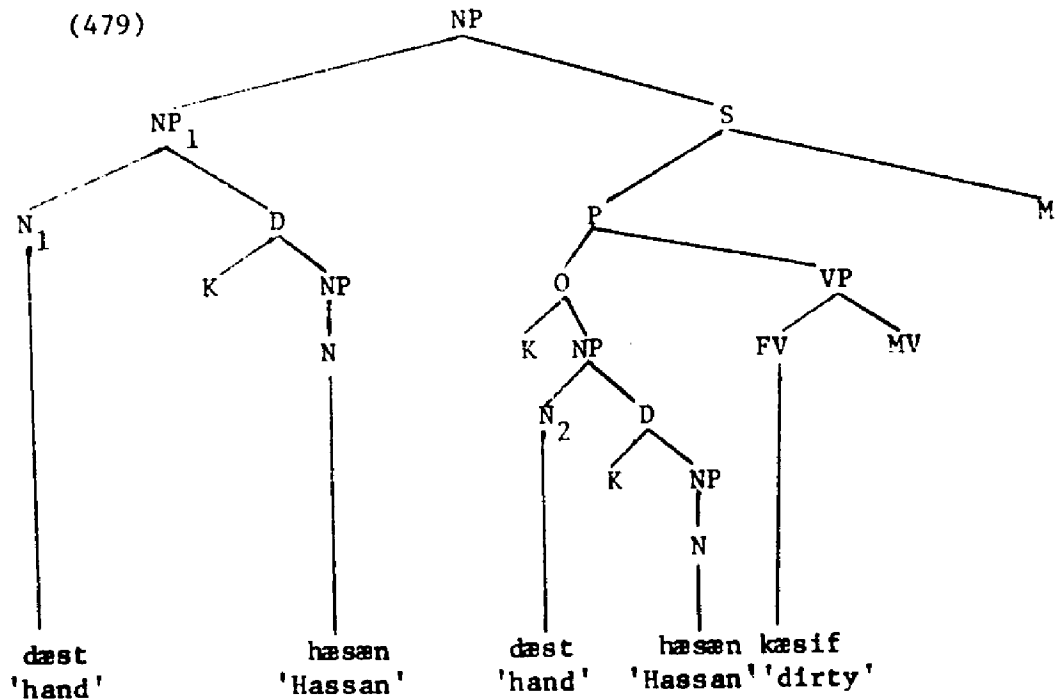 (479)
NP
NP1 S
N1 D P M
K NP O VP
N K NP FV MV
N2 D
K NP
N
dæst hæsæn dæst hæsæn kæsif
'hand' 'Hassan' 'hand' 'Hassan' 'dirty'